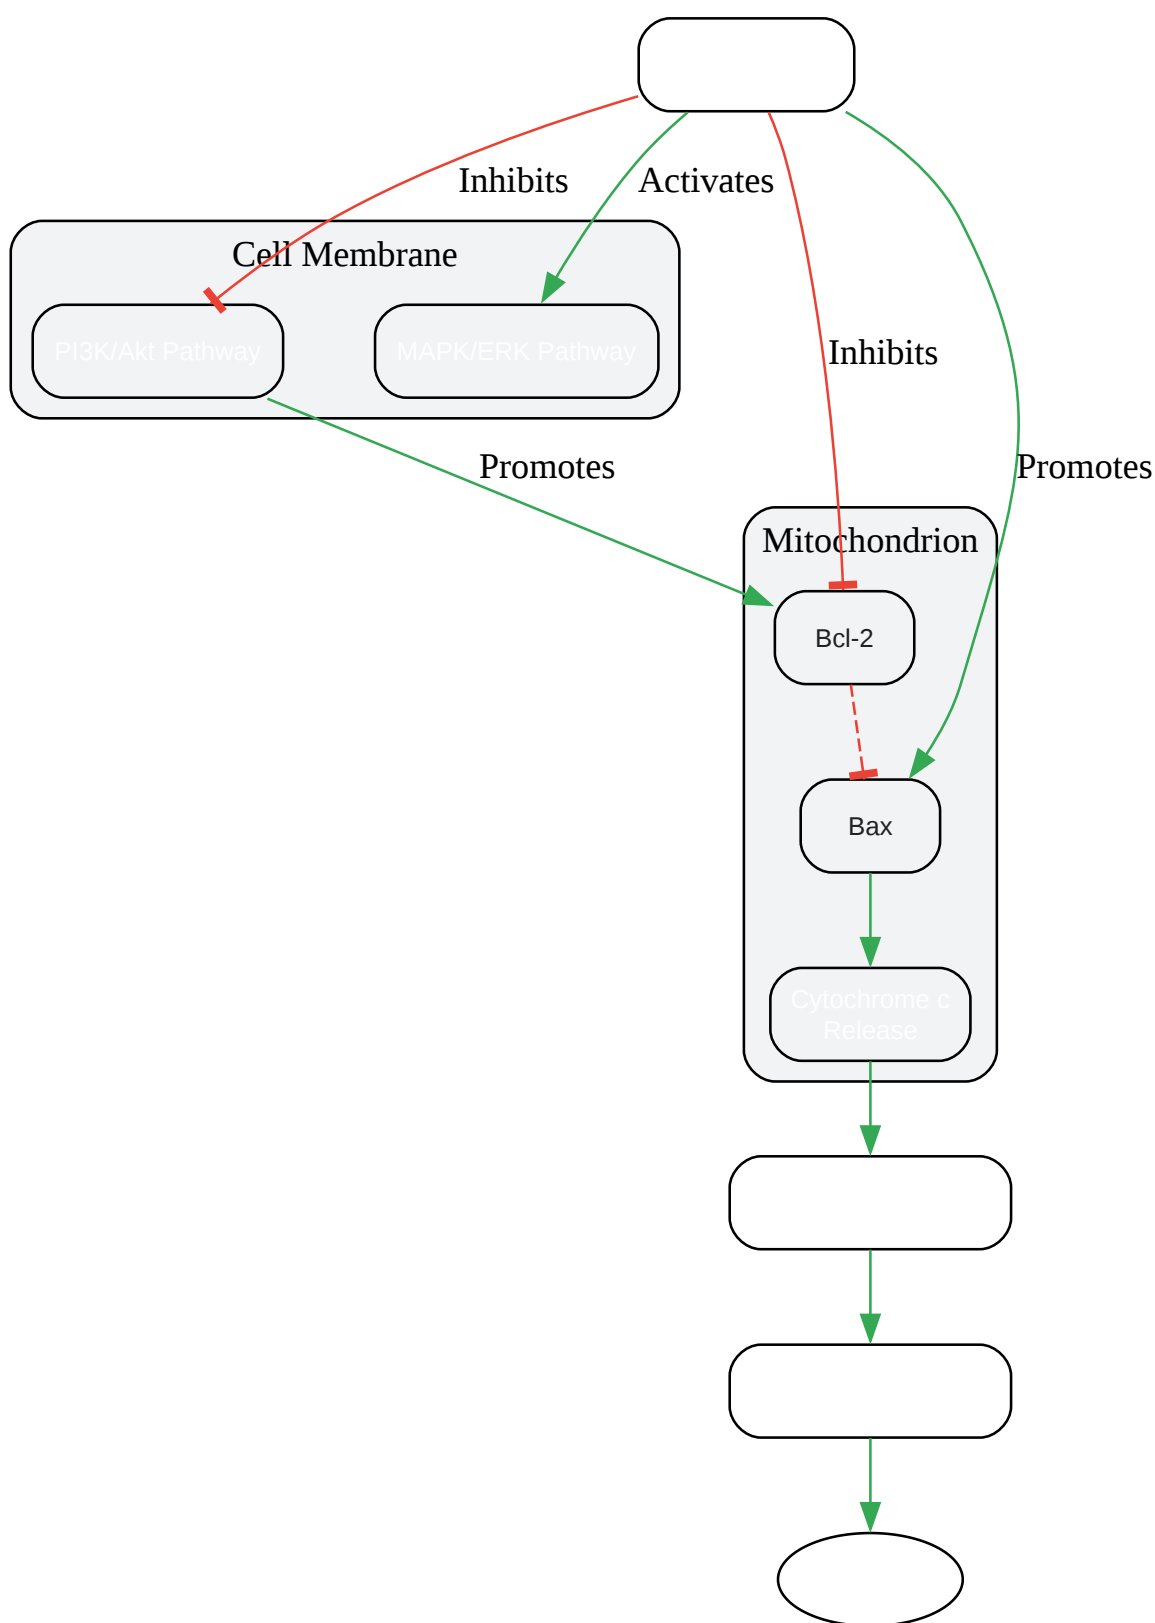 Inhibits
Activates
Cell Membrane
PI3K/Akt Pathway
MAPK/ERK Pathway
Inhibits
Promotes
Promotes
Mitochondrion
Bcl-2
Bax
Cytochrome c
Release